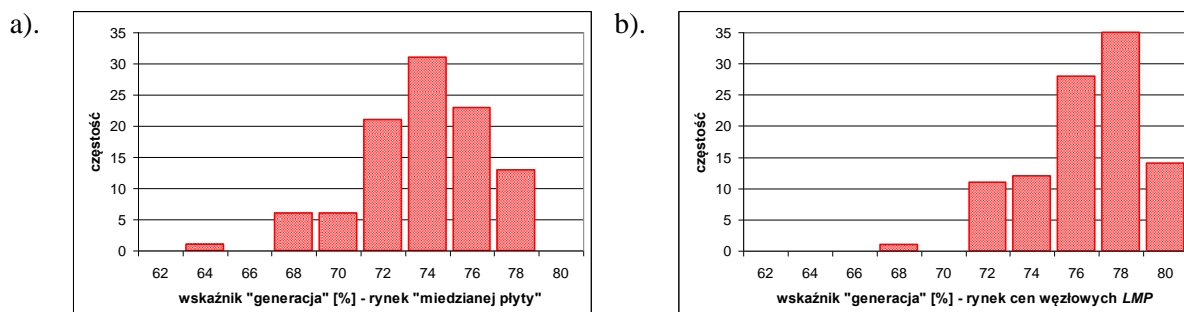 a).
35
30
25
20
15
10
5
0
częstość
62 64 66 68 70 72 74 76 78 80
wskaźnik "generacja" [%] - rynek "miedzianej płyty"
b).
35
30
25
20
15
10
5
0
częstość
62 64 66 68 70 72 74 76 78 80
wskaźnik "generacja" [%] - rynek cen węzłowych LMP